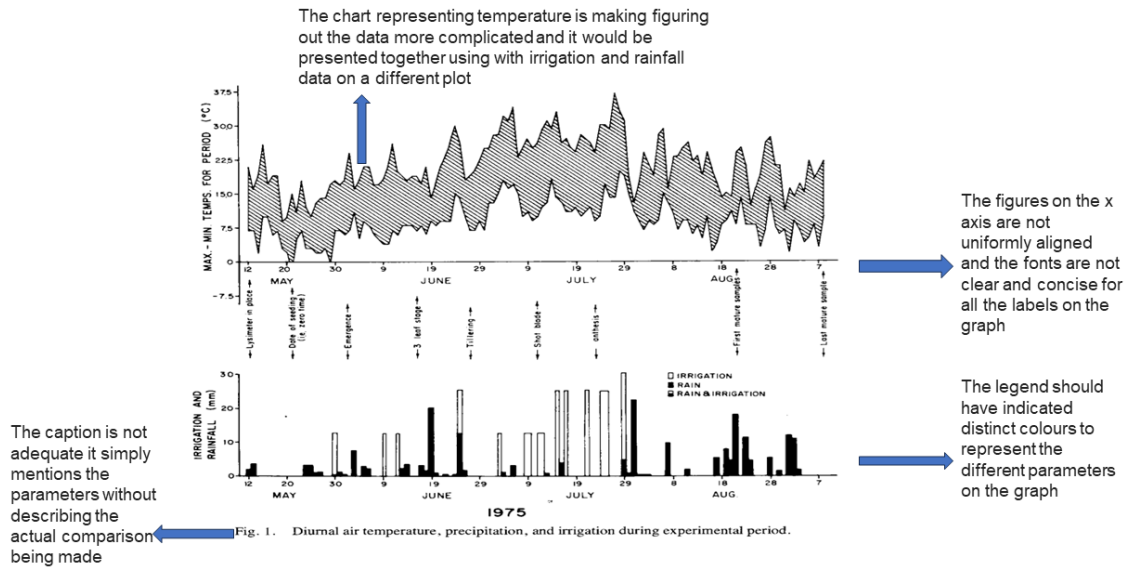 The chart representing temperature is making figuring
out the data more complicated and it would be
presented together using with irrigation and rainfall
data on a different plot
MAX.- MIN TEMPS. FOR PERIOD (°C)
37.5
30.0
22.5
15.0
7.5
0
-7.5
12 20 30 9 19 29 9 19 29 8 18 28 7
MAY JUNE JULY AUG.
Lysimeter in place
Date of seeding
(i.e. zero time)
Emergence
3 leaf stage
Tillering
Shot blade
anthesis
First mature samples
Last mature sample
The figures on the x
axis are not
uniformly aligned
and the fonts are not
clear and concise for
all the labels on the
graph
IRRIGATION AND
RAINFALL (mm)
30
20
10
0
IRRIGATION
RAIN
RAIN & IRRIGATION
12 20 30 9 19 29 9 19 29 8 18 28 7
MAY JUNE JULY AUG.
1975
The legend should
have indicated
distinct colours to
represent the
different parameters
on the graph
The caption is not
adequate it simply
mentions the
parameters without
describing the
actual comparison
being made
Fig. 1. Diurnal air temperature, precipitation, and irrigation during experimental period.